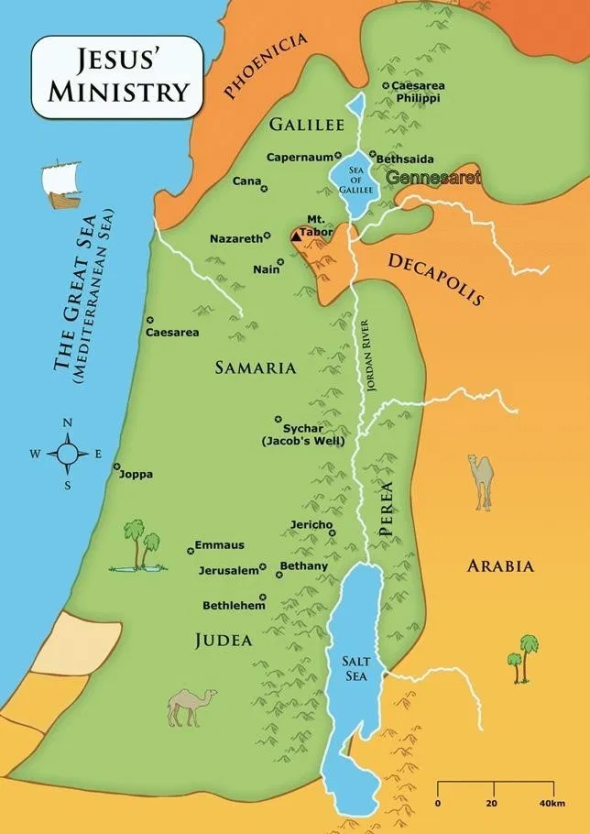 JESUS'
MINISTRY
PHOENICIA
Caesarea
Philippi
GALILEE
Capernaum
Bethsaida
SEA
OF
GALILEE
Gennesaret
Cana
Mt.
Tabor
Nazareth
Nain
DECAPOLIS
THE GREAT SEA
(MEDITERRANEAN SEA)
Caesarea
JORDAN RIVER
SAMARIA
Sychar
(Jacob's Well)
N
W E
S
Joppa
PEREA
Jericho
Emmaus
Jerusalem
Bethany
ARABIA
Bethlehem
JUDEA
SALT
SEA
0 20 40km